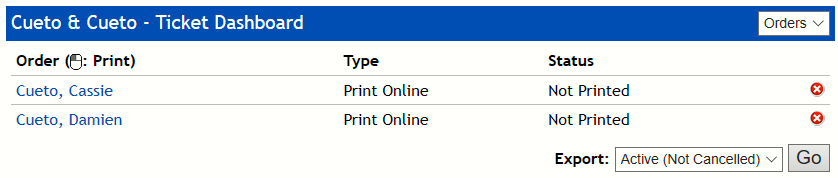 Cueto & Cueto - Ticket Dashboard Orders
Order (: Print) Type Status
Cueto, Cassie Print Online Not Printed
Cueto, Damien Print Online Not Printed
Export: Active (Not Cancelled) Go